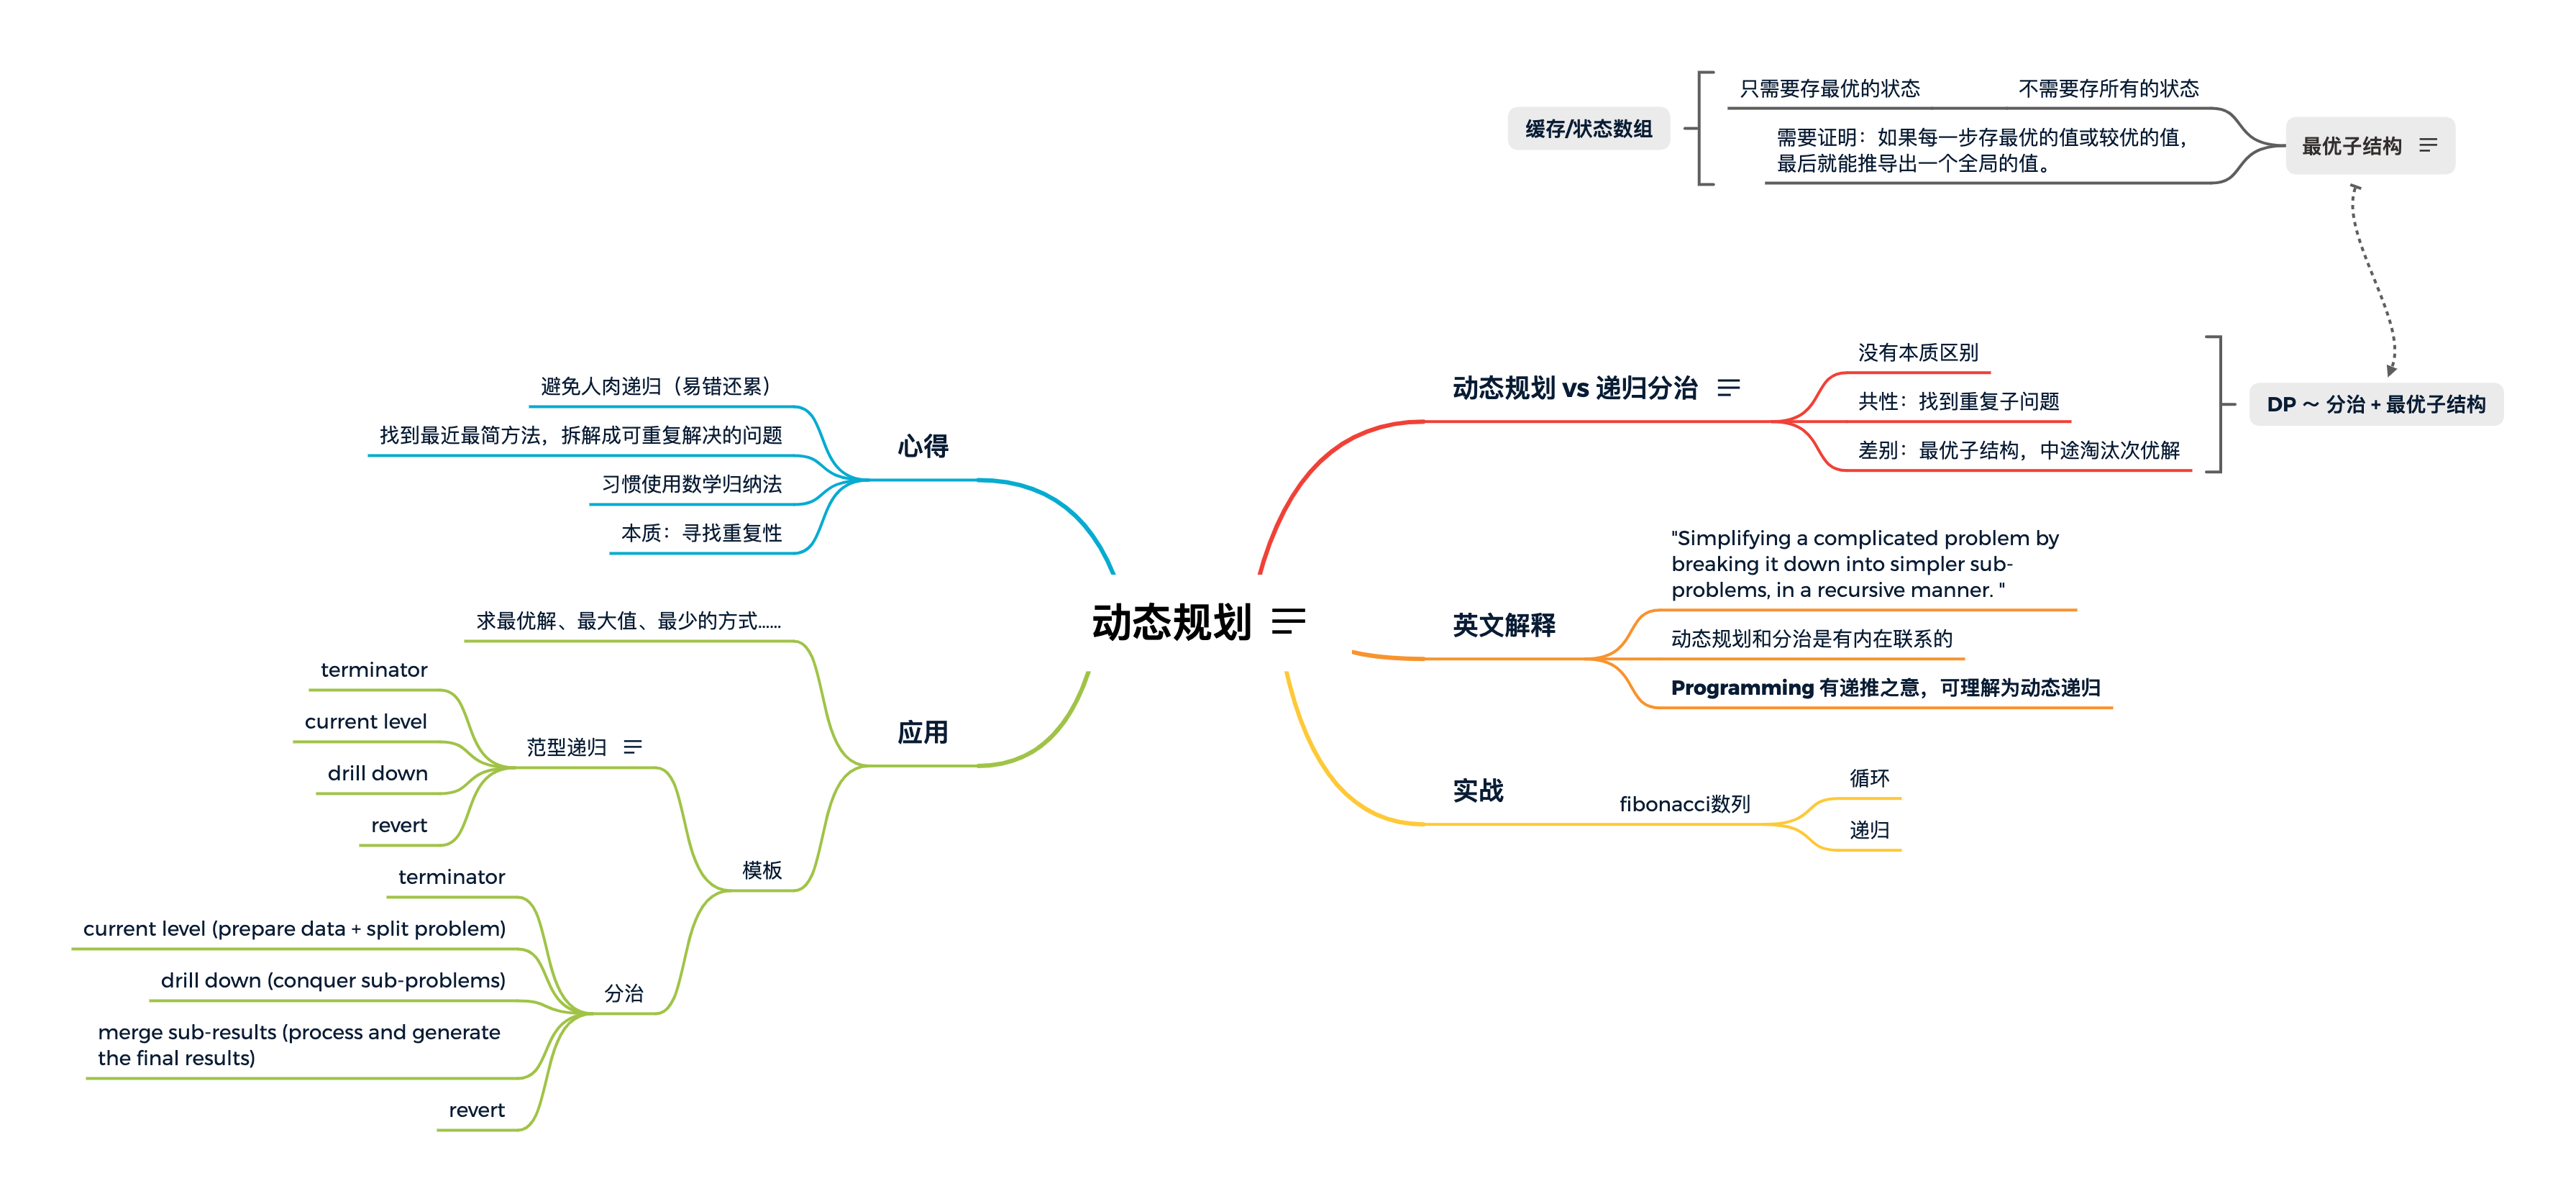 动态规划
动态规划 vs 递归分治
没有本质区别
共性：找到重复子问题
差别：最优子结构，中途淘汰次优解
DP ～ 分治 + 最优子结构
最优子结构
不需要存所有的状态
只需要存最优的状态
需要证明：如果每一步存最优的值或较优的值，
最后就能推导出一个全局的值。
缓存/状态数组
英文解释
"Simplifying a complicated problem by
breaking it down into simpler sub-
problems, in a recursive manner. "
动态规划和分治是有内在联系的
Programming 有递推之意，可理解为动态递归
实战
fibonacci数列
循环
递归
心得
避免人肉递归（易错还累）
找到最近最简方法，拆解成可重复解决的问题
习惯使用数学归纳法
本质：寻找重复性
应用
求最优解、最大值、最少的方式......
模板
范型递归
terminator
current level
drill down
revert
分治
terminator
current level (prepare data + split problem)
drill down (conquer sub-problems)
merge sub-results (process and generate
the final results)
revert